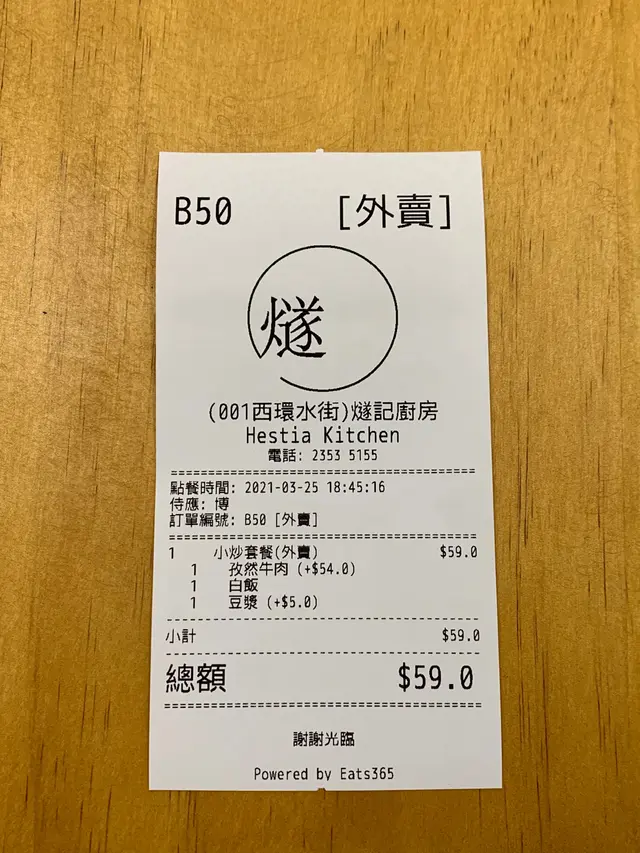 B50 [外賣]
燧
(001西環水街)燧記廚房
Hestia Kitchen
電話: 2353 5155
點餐時間: 2021-03-25 18:45:16
侍應: 博
訂單編號: B50 [外賣]
1 小炒套餐(外賣) $59.0
1 孜然牛肉 (+$54.0)
1 白飯
1 豆漿 (+$5.0)
小計 $59.0
總額 $59.0
謝謝光臨
Powered by Eats365